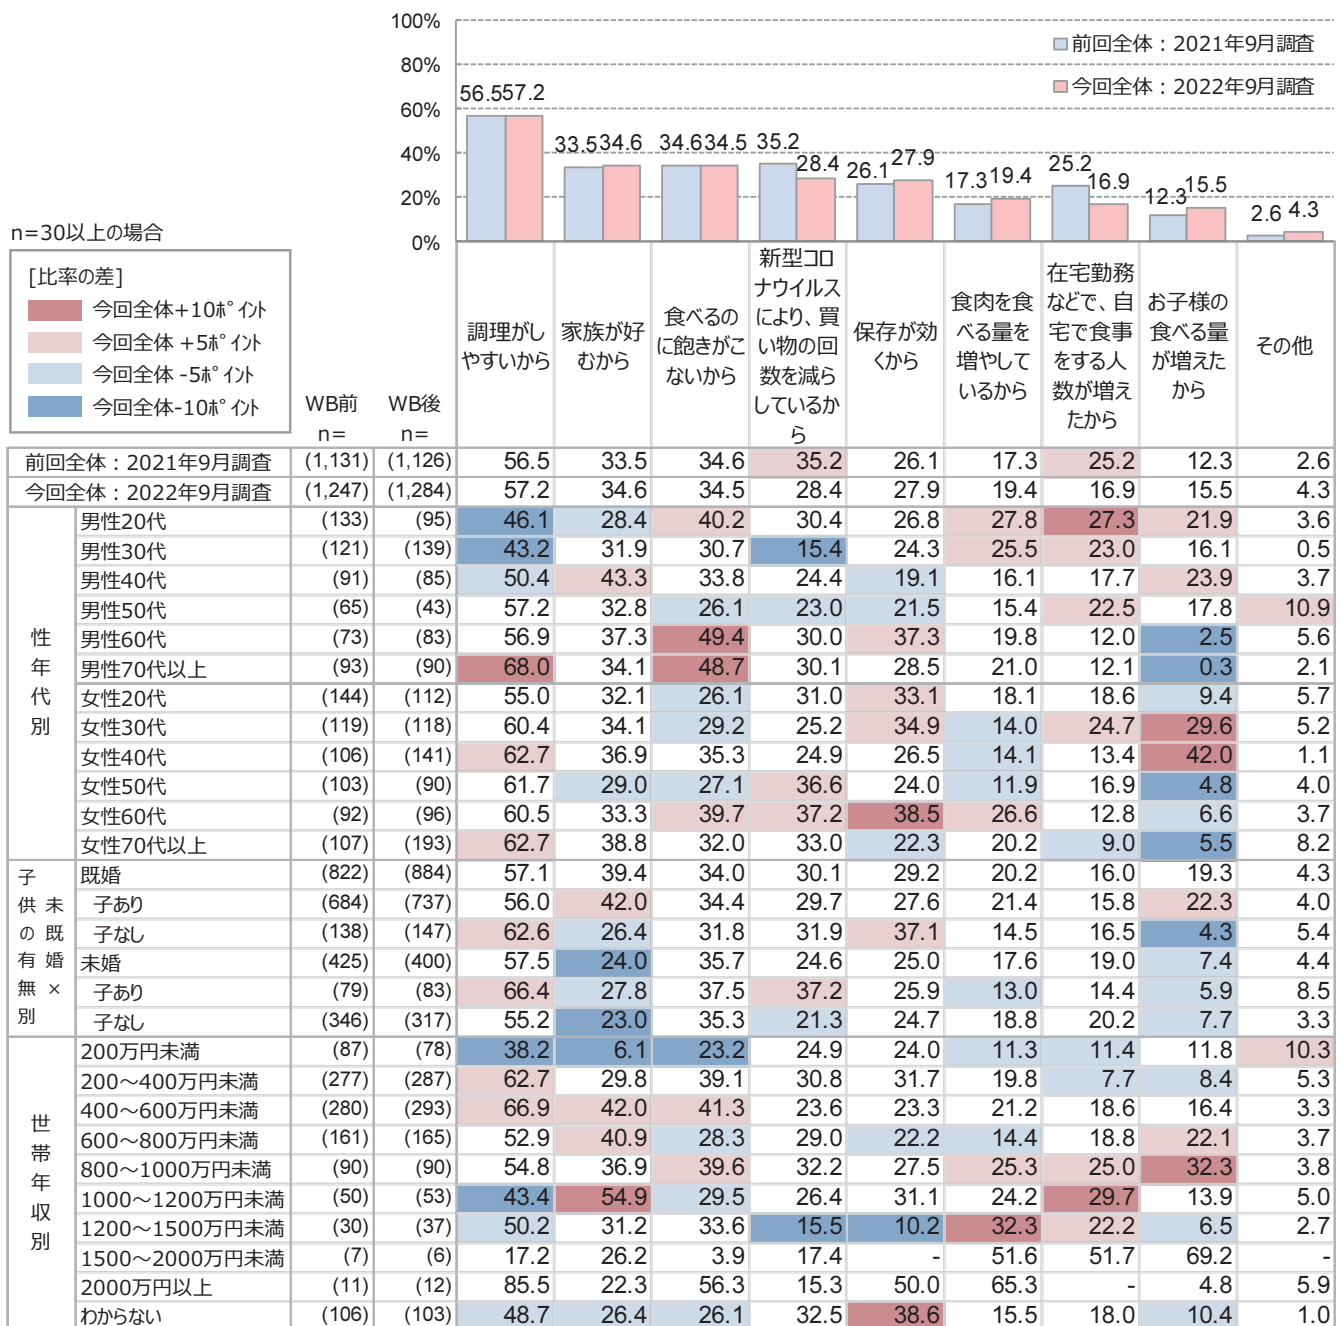 100%
80%
60%
40%
20%
0%
前回全体：2021年9月調査
今回全体：2022年9月調査
56.5 57.2 33.5 34.6 34.6 34.5 35.2 28.4 26.1 27.9 17.3 19.4 25.2 16.9 12.3 15.5 2.6 4.3
n=30以上の場合
[比率の差]
今回全体+10ﾎﾟｲﾝﾄ
今回全体 +5ﾎﾟｲﾝﾄ
今回全体 -5ﾎﾟｲﾝﾄ
今回全体-10ﾎﾟｲﾝﾄ
WB前
n=
WB後
n=
調理がし
やすいから
家族が好
むから
食べるの
に飽きがこ
ないから
新型コロ
ナウイルス
により、買
い物の回
数を減ら
しているか
ら
保存が効
くから
食肉を食
べる量を
増やして
いるから
在宅勤務
などで、自
宅で食事
をする人
数が増え
たから
お子様の
食べる量
が増えた
から
その他
前回全体：2021年9月調査 (1,131) (1,126) 56.5 33.5 34.6 35.2 26.1 17.3 25.2 12.3 2.6
今回全体：2022年9月調査 (1,247) (1,284) 57.2 34.6 34.5 28.4 27.9 19.4 16.9 15.5 4.3
性年代別
男性20代 (133) (95) 46.1 28.4 40.2 30.4 26.8 27.8 27.3 21.9 3.6
男性30代 (121) (139) 43.2 31.9 30.7 15.4 24.3 25.5 23.0 16.1 0.5
男性40代 (91) (85) 50.4 43.3 33.8 24.4 19.1 16.1 17.7 23.9 3.7
男性50代 (65) (43) 57.2 32.8 26.1 23.0 21.5 15.4 22.5 17.8 10.9
男性60代 (73) (83) 56.9 37.3 49.4 30.0 37.3 19.8 12.0 2.5 5.6
男性70代以上 (93) (90) 68.0 34.1 48.7 30.1 28.5 21.0 12.1 0.3 2.1
女性20代 (144) (112) 55.0 32.1 26.1 31.0 33.1 18.1 18.6 9.4 5.7
女性30代 (119) (118) 60.4 34.1 29.2 25.2 34.9 14.0 24.7 29.6 5.2
女性40代 (106) (141) 62.7 36.9 35.3 24.9 26.5 14.1 13.4 42.0 1.1
女性50代 (103) (90) 61.7 29.0 27.1 36.6 24.0 11.9 16.9 4.8 4.0
女性60代 (92) (96) 60.5 33.3 39.7 37.2 38.5 26.6 12.8 6.6 3.7
女性70代以上 (107) (193) 62.7 38.8 32.0 33.0 22.3 20.2 9.0 5.5 8.2
未既婚×子供の有無別
既婚 (822) (884) 57.1 39.4 34.0 30.1 29.2 20.2 16.0 19.3 4.3
子あり (684) (737) 56.0 42.0 34.4 29.7 27.6 21.4 15.8 22.3 4.0
子なし (138) (147) 62.6 26.4 31.8 31.9 37.1 14.5 16.5 4.3 5.4
未婚 (425) (400) 57.5 24.0 35.7 24.6 25.0 17.6 19.0 7.4 4.4
子あり (79) (83) 66.4 27.8 37.5 37.2 25.9 13.0 14.4 5.9 8.5
子なし (346) (317) 55.2 23.0 35.3 21.3 24.7 18.8 20.2 7.7 3.3
世帯年収別
200万円未満 (87) (78) 38.2 6.1 23.2 24.9 24.0 11.3 11.4 11.8 10.3
200～400万円未満 (277) (287) 62.7 29.8 39.1 30.8 31.7 19.8 7.7 8.4 5.3
400～600万円未満 (280) (293) 66.9 42.0 41.3 23.6 23.3 21.2 18.6 16.4 3.3
600～800万円未満 (161) (165) 52.9 40.9 28.3 29.0 22.2 14.4 18.8 22.1 3.7
800～1000万円未満 (90) (90) 54.8 36.9 39.6 32.2 27.5 25.3 25.0 32.3 3.8
1000～1200万円未満 (50) (53) 43.4 54.9 29.5 26.4 31.1 24.2 29.7 13.9 5.0
1200～1500万円未満 (30) (37) 50.2 31.2 33.6 15.5 10.2 32.3 22.2 6.5 2.7
1500～2000万円未満 (7) (6) 17.2 26.2 3.9 17.4 - 51.6 51.7 69.2 -
2000万円以上 (11) (12) 85.5 22.3 56.3 15.3 50.0 65.3 - 4.8 5.9
わからない (106) (103) 48.7 26.4 26.1 32.5 38.6 15.5 18.0 10.4 1.0